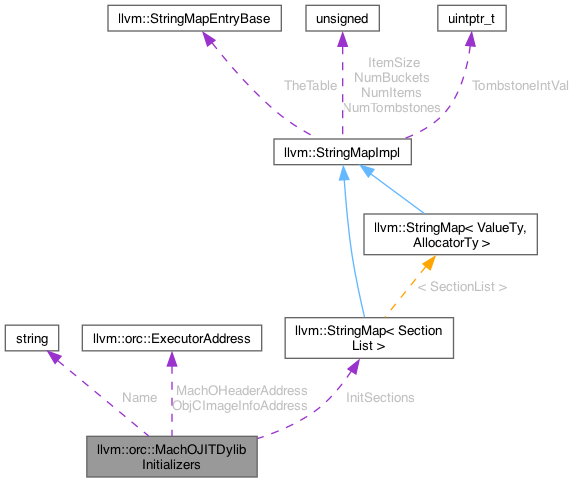 llvm::StringMapEntryBase
unsigned
uintptr_t
TheTable
ItemSize
NumBuckets
NumItems
NumTombstones
TombstoneIntVal
llvm::StringMapImpl
llvm::StringMap< ValueTy,
AllocatorTy >
< SectionList >
llvm::StringMap< Section
List >
string
llvm::orc::ExecutorAddress
Name
MachOHeaderAddress
ObjCImageInfoAddress
InitSections
llvm::orc::MachOJITDylib
Initializers